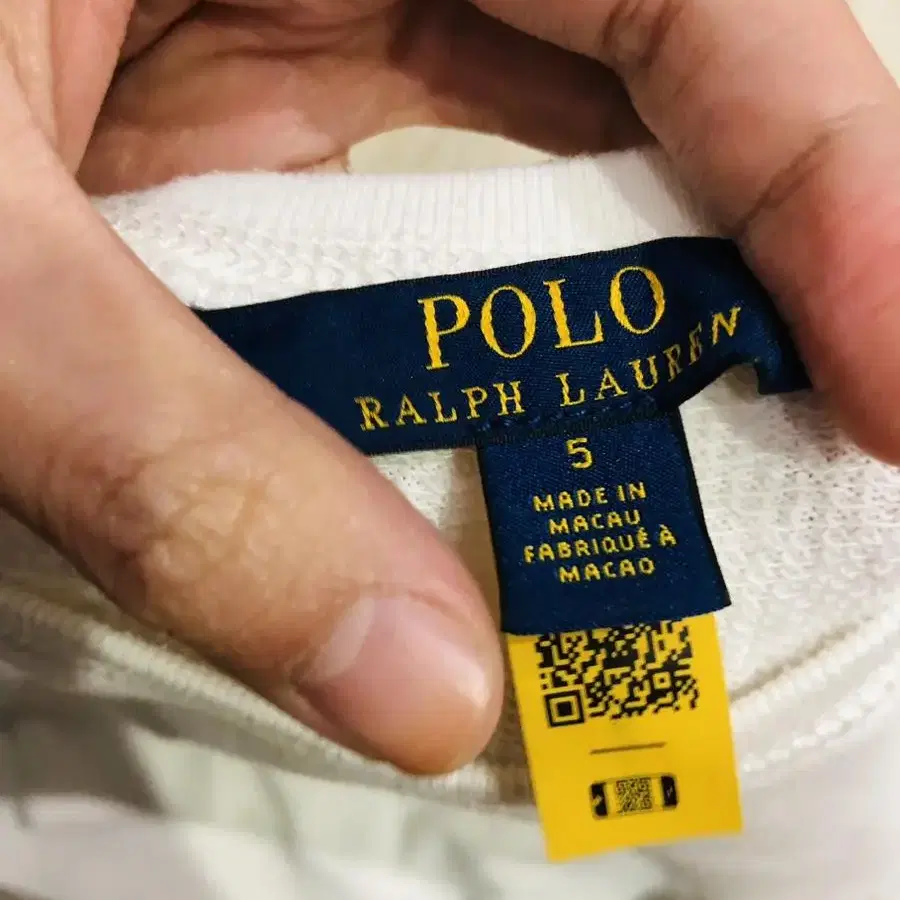 POLO
RALPH LAUREN
5
MADE IN
MACAU
FABRIQUÉ À
MACAO